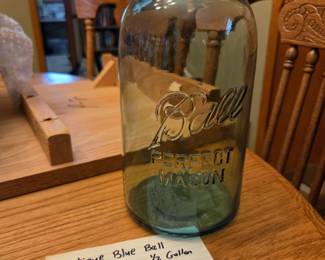 Ball
PERFECT
MASON
Blue Ball
1/2 Gallon